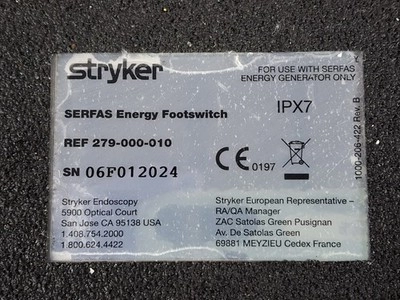 stryker
FOR USE WITH SERFAS
ENERGY GENERATOR ONLY
SERFAS Energy Footswitch
IPX7
REF 279-000-010
SN 06F012024
CE 0197
1000-206-422 Rev. B
Stryker Endoscopy
5900 Optical Court
San Jose CA 95138 USA
1.408.754.2000
1 800.624.4422
Stryker European Representative –
RA/QA Manager
ZAC Satolas Green Pusignan
Av. De Satolas Green
69881 MEYZIEU Cedex France